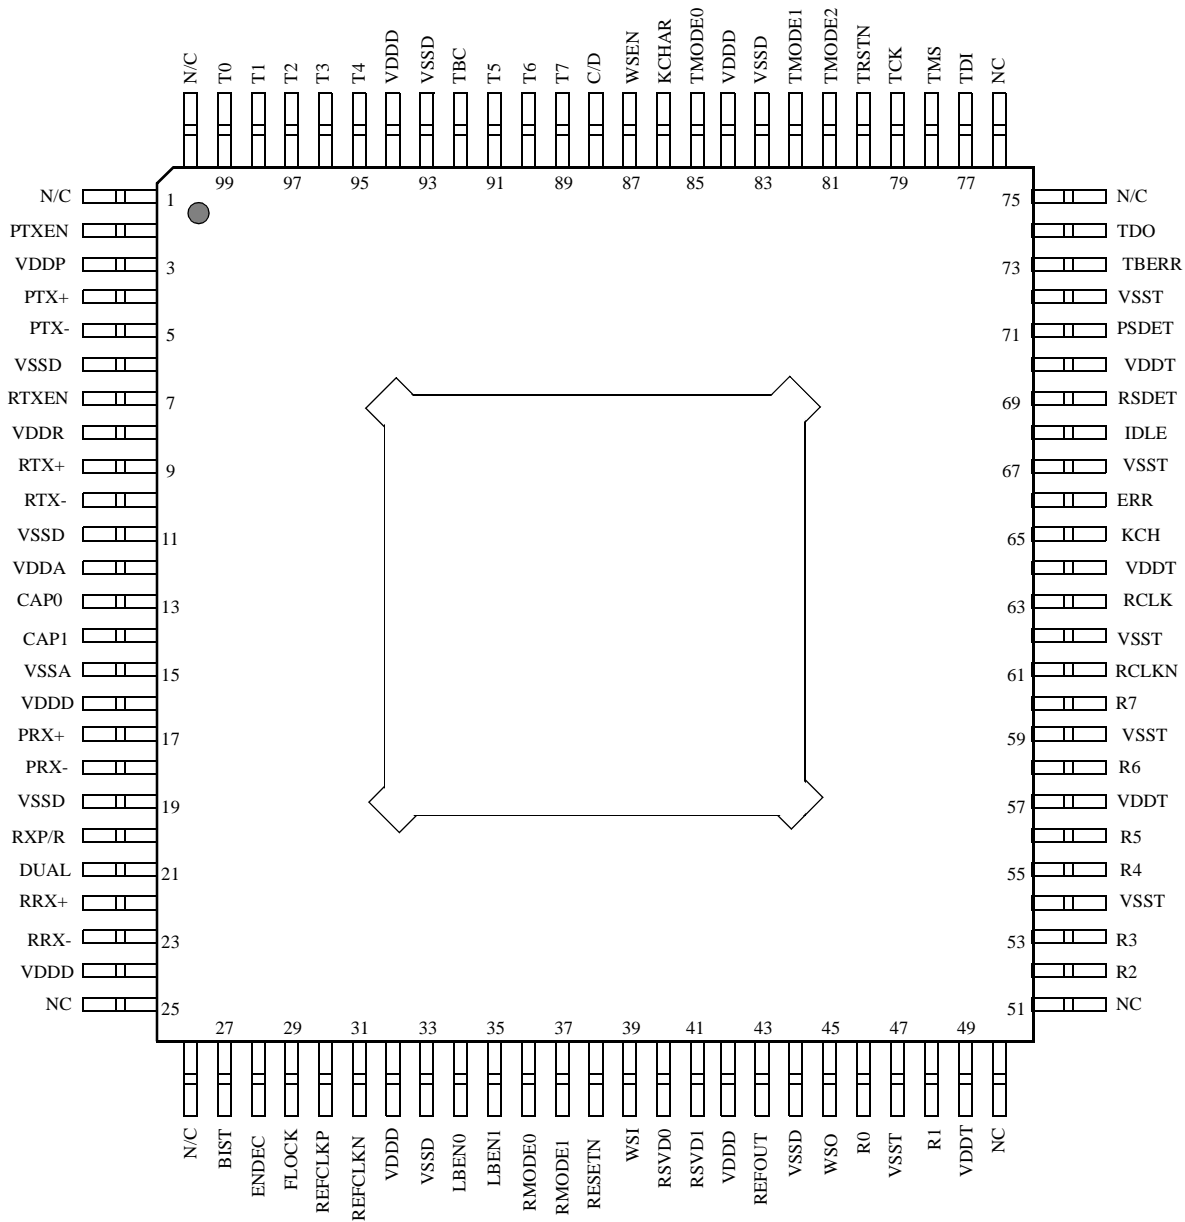 N/C
T0
T1
T2
T3
T4
VDDD
VSSD
TBC
T5
T6
T7
C/D
WSEN
KCHAR
TMODE0
VDDD
VSSD
TMODE1
TMODE2
TRSTN
TCK
TMS
TDI
NC
99
97
95
93
91
89
87
85
83
81
79
77
N/C
1
75
N/C
PTXEN
TDO
VDDP
3
73
TBERR
PTX+
VSST
PTX-
5
71
PSDET
VSSD
VDDT
RTXEN
7
69
RSDET
VDDR
IDLE
RTX+
9
67
VSST
RTX-
ERR
VSSD
11
65
KCH
VDDA
VDDT
CAP0
13
63
RCLK
CAP1
VSST
VSSA
15
61
RCLKN
VDDD
R7
PRX+
17
59
VSST
PRX-
R6
VSSD
19
57
VDDT
RXP/R
R5
DUAL
21
55
R4
RRX+
VSST
RRX-
23
53
R3
VDDD
R2
NC
25
51
NC
27
29
31
33
35
37
39
41
43
45
47
49
N/C
BIST
ENDEC
FLOCK
REFCLKP
REFCLKN
VDDD
VSSD
LBEN0
LBEN1
RMODE0
RMODE1
RESETN
WSI
RSVD0
RSVD1
VDDD
REFOUT
VSSD
WSO
R0
VSST
R1
VDDT
NC